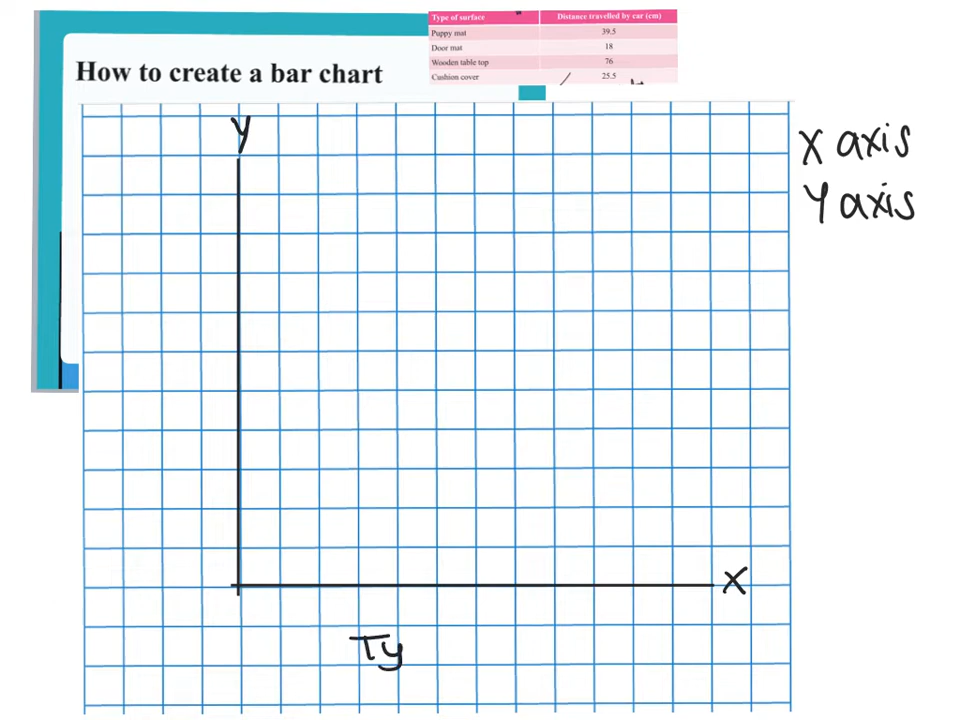 Type of surface Distance travelled by car (cm)
Puppy mat 39.5
Door mat 18
Wooden table top 76
Cushion cover 25.5
How to create a bar chart
y
X axis
Y axis
X
Ty